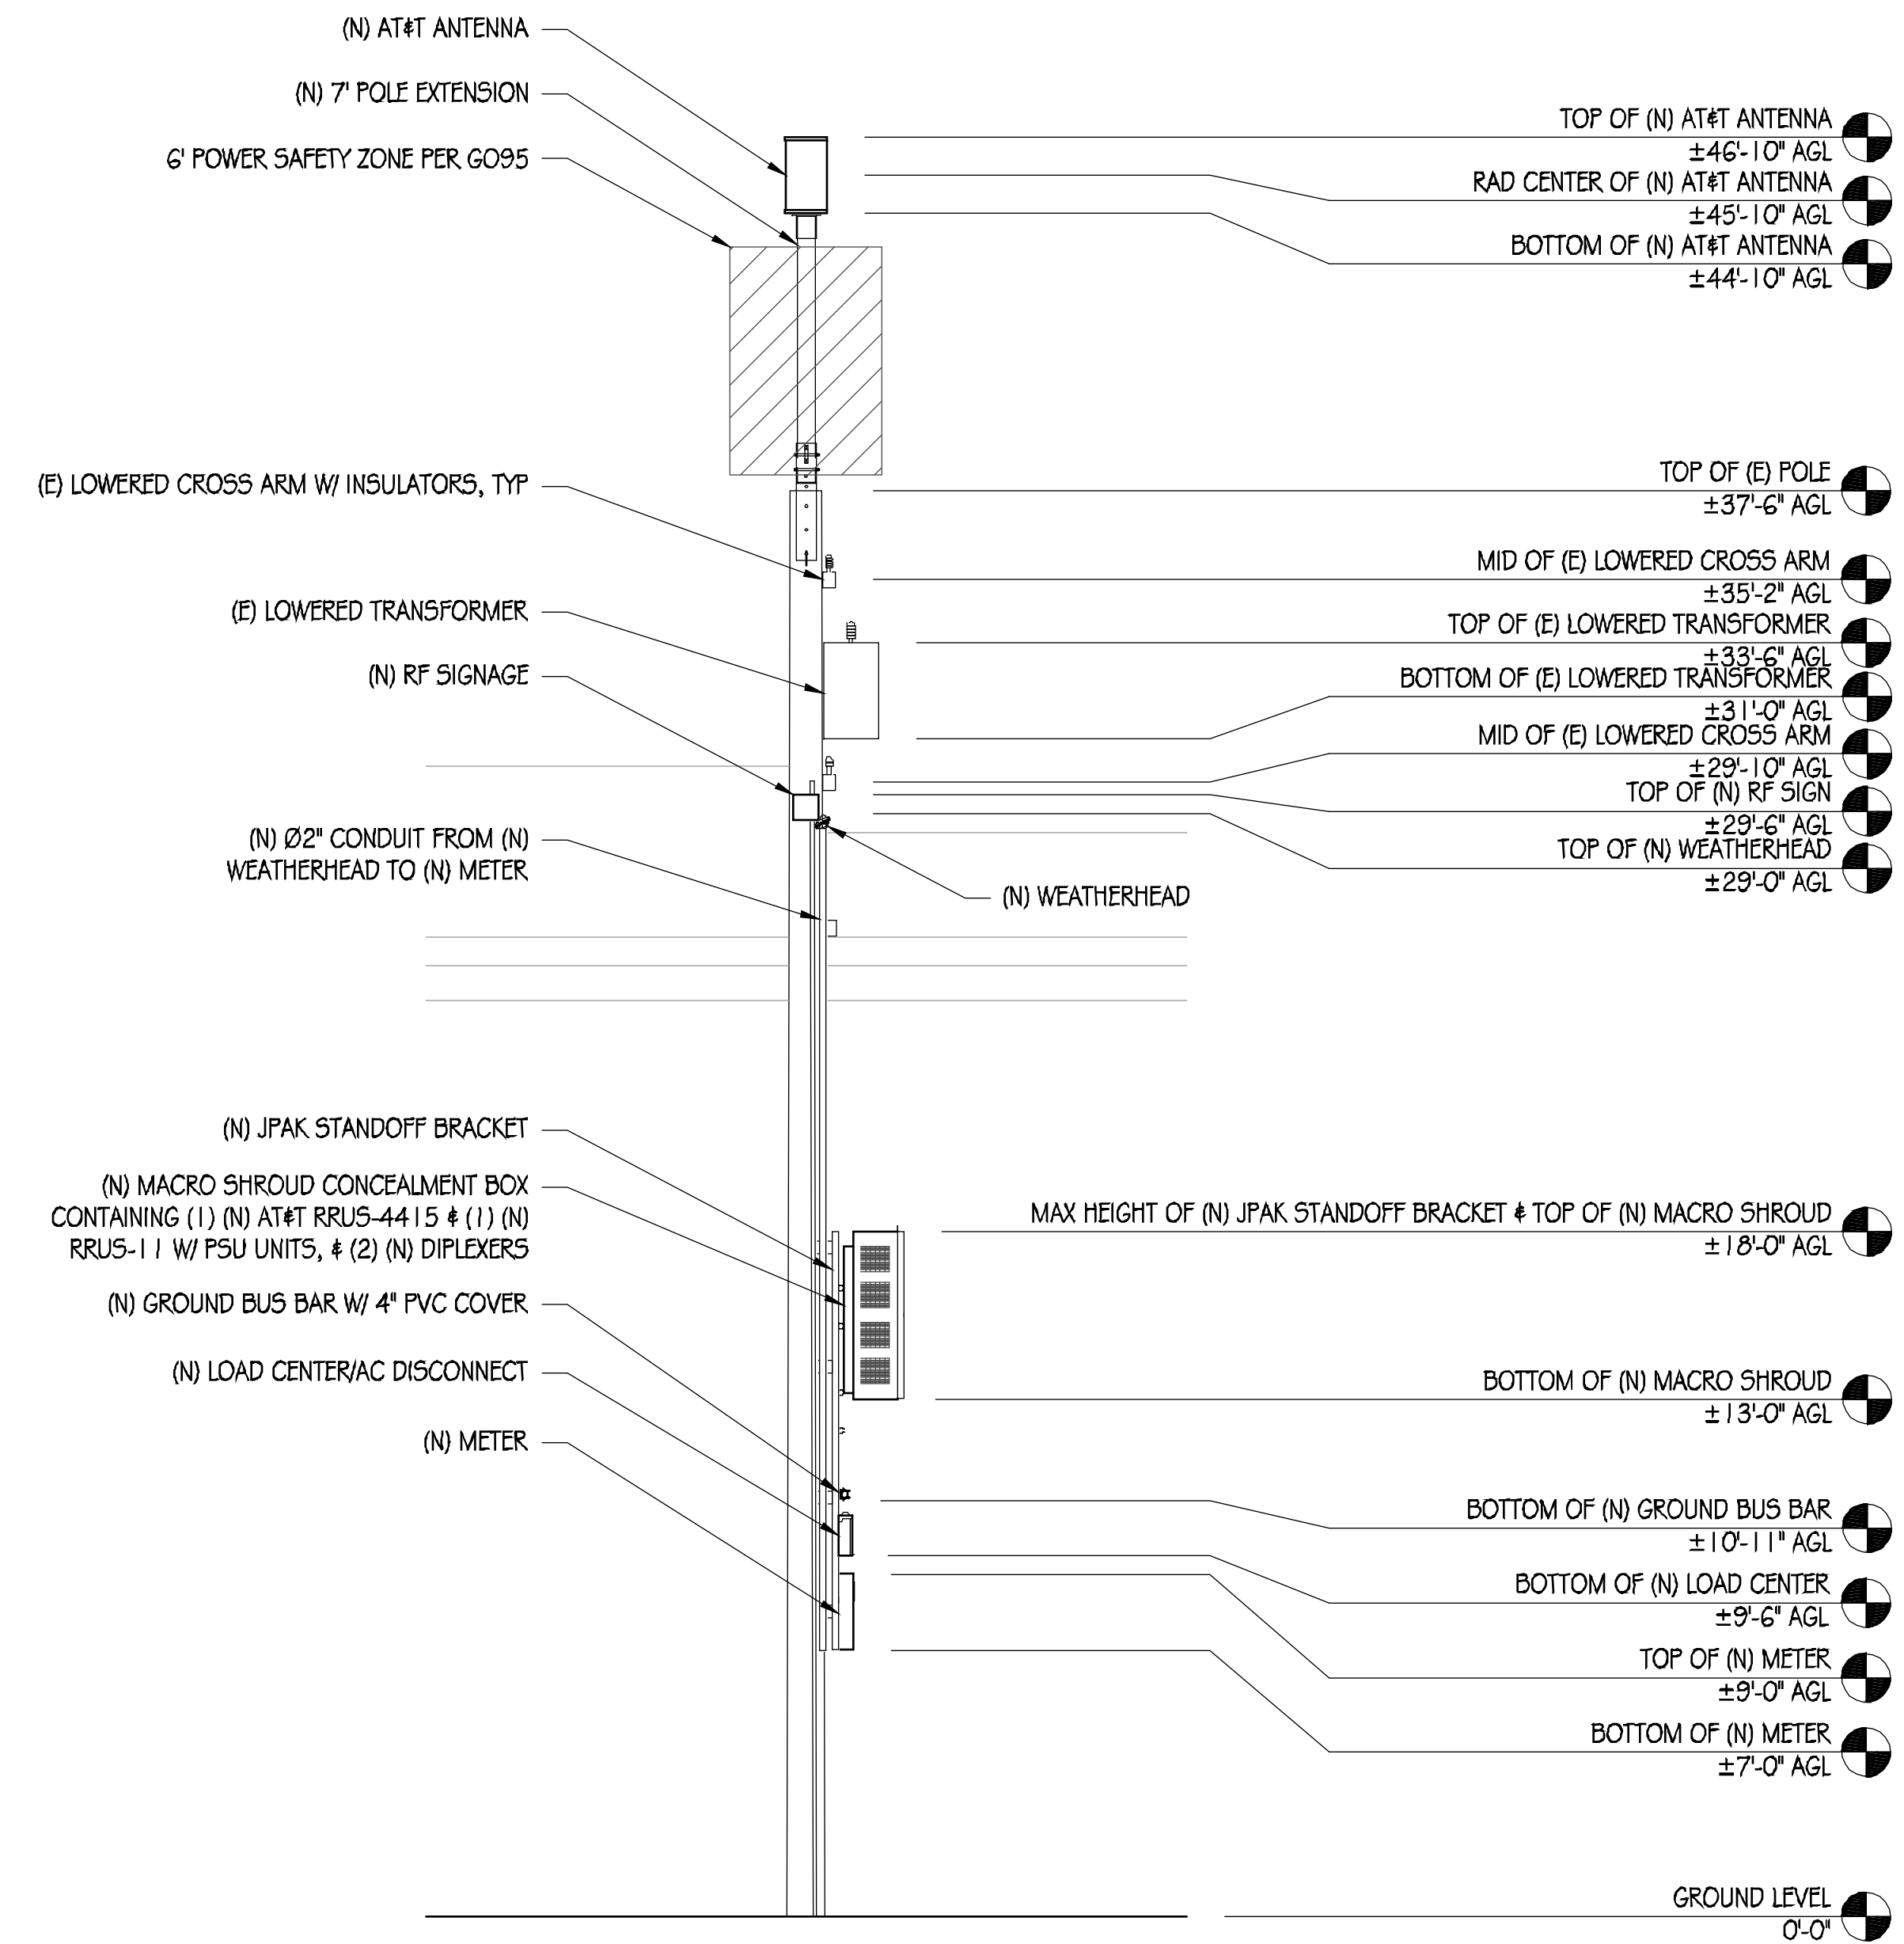 (N) AT&T ANTENNA
(N) 7' POLE EXTENSION
6' POWER SAFETY ZONE PER GO95
(E) LOWERED CROSS ARM W/ INSULATORS, TYP
(E) LOWERED TRANSFORMER
(N) RF SIGNAGE
(N) Ø2" CONDUIT FROM (N)
WEATHERHEAD TO (N) METER
(N) WEATHERHEAD
(N) JPAK STANDOFF BRACKET
(N) MACRO SHROUD CONCEALMENT BOX
CONTAINING (1) (N) AT&T RRUS-4415 & (1) (N)
RRUS-11 W/ PSU UNITS, & (2) (N) DIPLEXERS
(N) GROUND BUS BAR W/ 4" PVC COVER
(N) LOAD CENTER/AC DISCONNECT
(N) METER
TOP OF (N) AT&T ANTENNA
±46'-10" AGL
RAD CENTER OF (N) AT&T ANTENNA
±45'-10" AGL
BOTTOM OF (N) AT&T ANTENNA
±44'-10" AGL
TOP OF (E) POLE
±37'-6" AGL
MID OF (E) LOWERED CROSS ARM
±35'-2" AGL
TOP OF (E) LOWERED TRANSFORMER
±33'-6" AGL
BOTTOM OF (E) LOWERED TRANSFORMER
±31'-0" AGL
MID OF (E) LOWERED CROSS ARM
±29'-10" AGL
TOP OF (N) RF SIGN
±29'-6" AGL
TOP OF (N) WEATHERHEAD
±29'-0" AGL
MAX HEIGHT OF (N) JPAK STANDOFF BRACKET & TOP OF (N) MACRO SHROUD
±18'-0" AGL
BOTTOM OF (N) MACRO SHROUD
±13'-0" AGL
BOTTOM OF (N) GROUND BUS BAR
±10'-11" AGL
BOTTOM OF (N) LOAD CENTER
±9'-6" AGL
TOP OF (N) METER
±9'-0" AGL
BOTTOM OF (N) METER
±7'-0" AGL
GROUND LEVEL
0'-0"